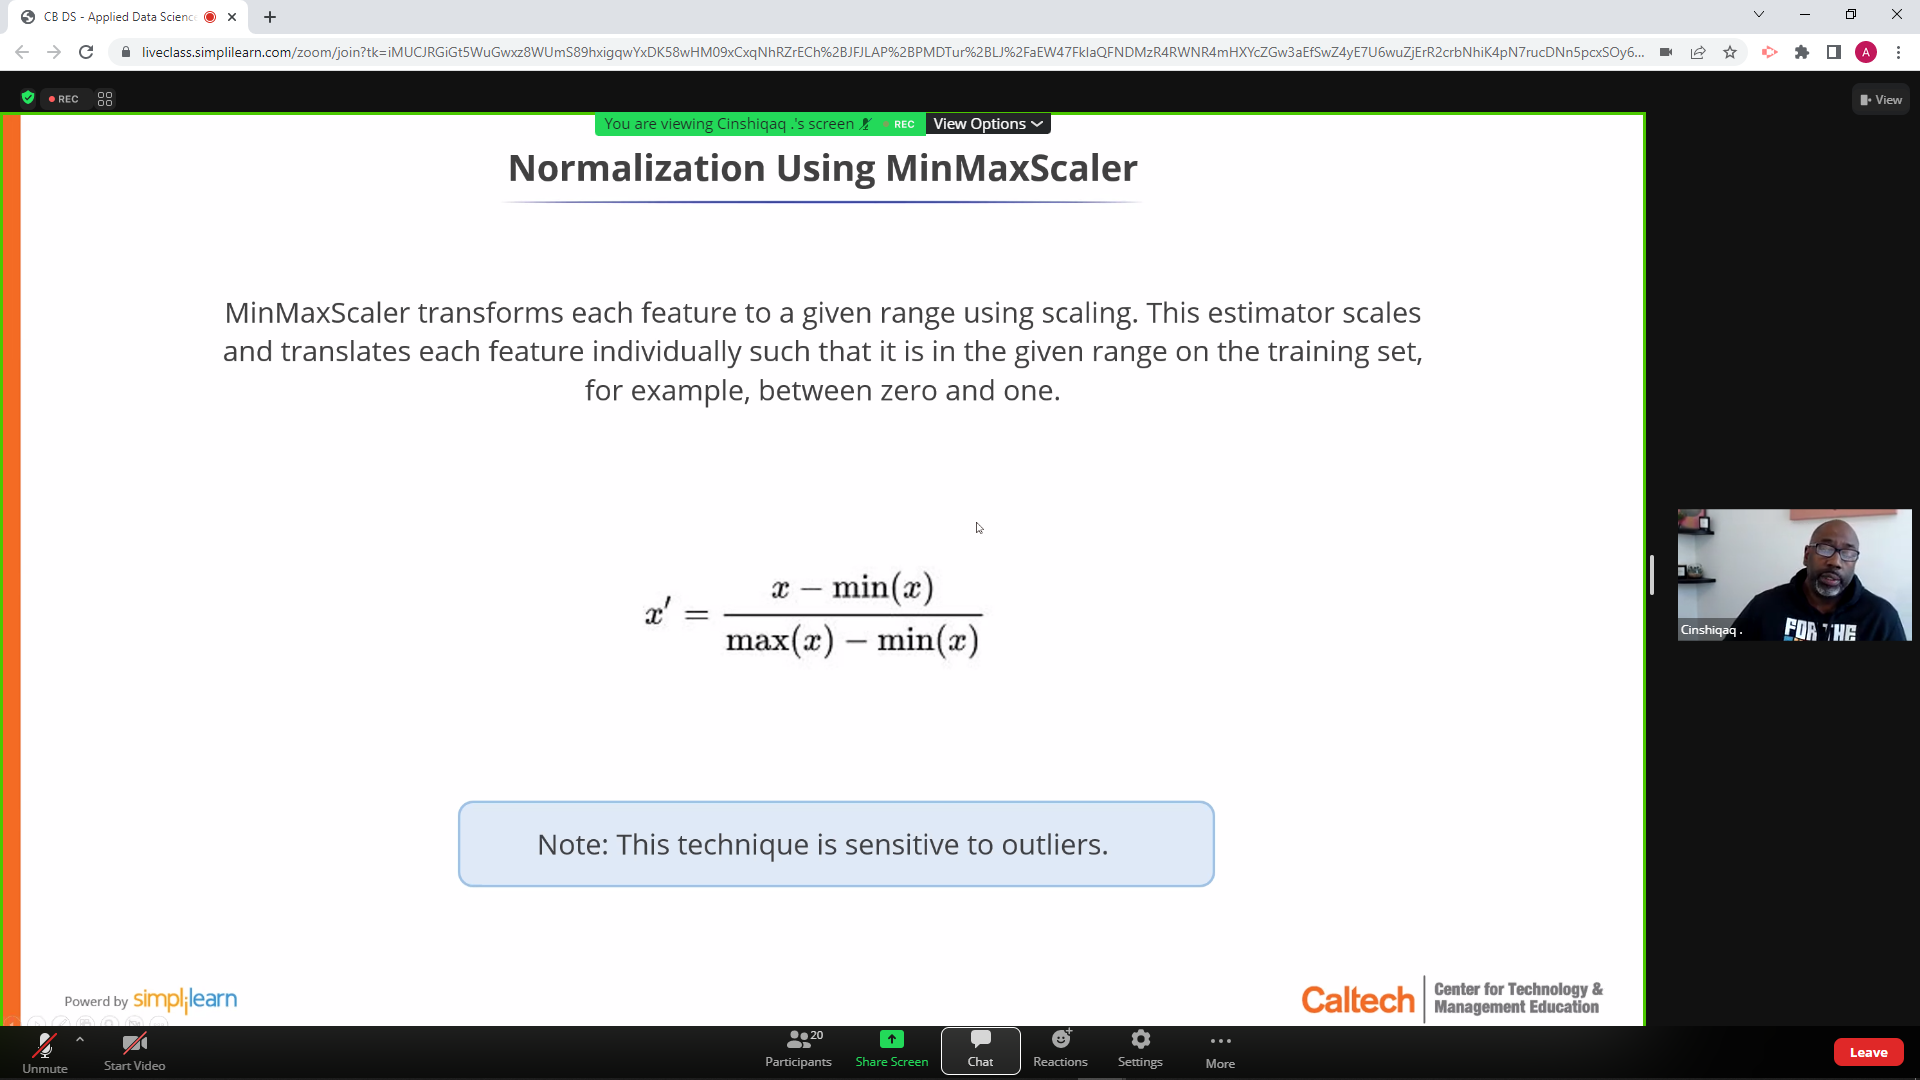 CB DS - Applied Data Scienc
liveclass.simplilearn.com/zoom/join?tk=iMUCJRGiGt5WuGwxz8WUmS89hxigqwYxDK58wHM09xCxqNhRZrECh%2BJFJLAP%2BPMDTur%2BLJ%2FaEW47FklaQFNDMzR4RWNR4mHXYcZGw3aEfSwZ4yE7U6wuZjErR2crbNhiK4pN7rucDNn5pcxSOy6...
A
REC
View
You are viewing Cinshiqaq .'s screen
REC
View Options
Normalization Using MinMaxScaler
MinMaxScaler transforms each feature to a given range using scaling. This estimator scales
and translates each feature individually such that it is in the given range on the training set,
for example, between zero and one.
x′ = x − min(x)
max(x) − min(x)
FOR THE
Cinshiqaq .
Note: This technique is sensitive to outliers.
Powerd by simplilearn
Caltech
Center for Technology &
Management Education
Unmute
Start Video
20
Participants
Share Screen
Chat
Reactions
Settings
More
Leave